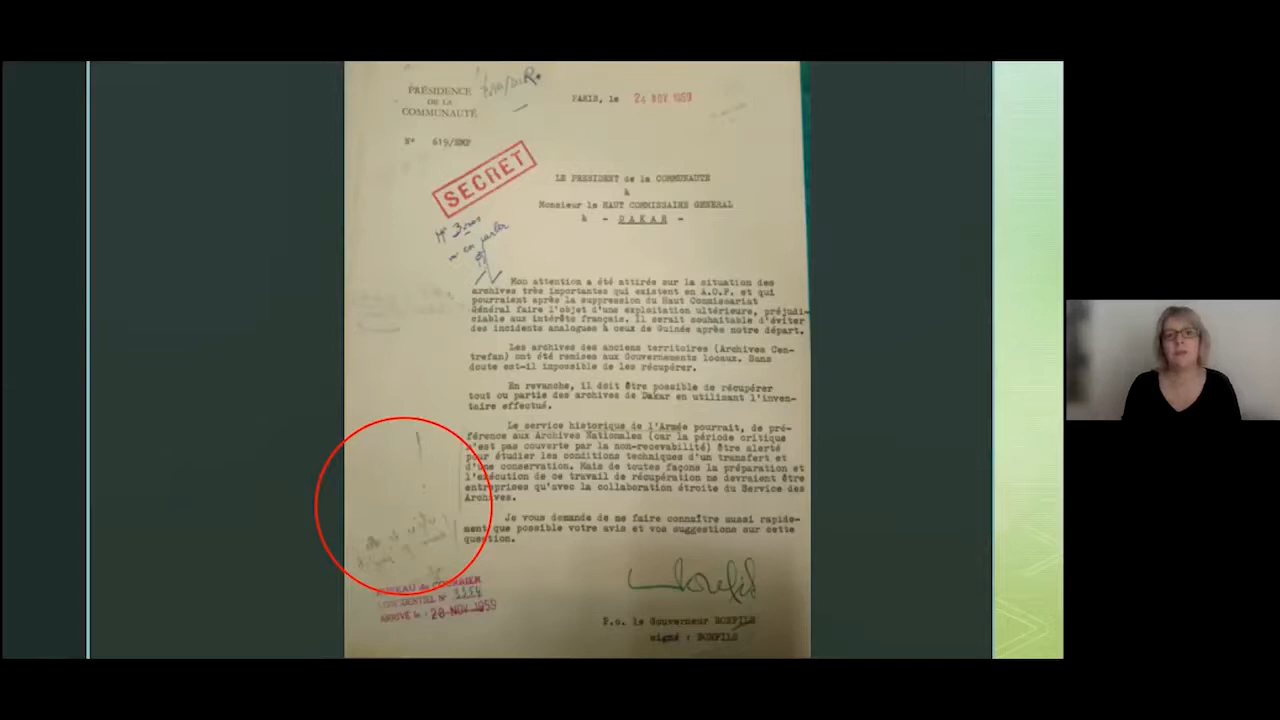 PRÉSIDENCE
DE LA
COMMUNAUTÉ
PARIS, le 24 NOV 1959
N° 619/HMP
SECRET
LE PRESIDENT de la COMMUNAUTE
à
Monsieur le HAUT COMMISSAIRE GENERAL
à - DAKAR -
Mr Bonos
m'en parler
Mon attention a été attirée sur la situation des
archives très importantes qui existent en A.O.F. et qui
pourraient après la suppression du Haut Commissariat
Général faire l'objet d'une exploitation ultérieure, préjudi-
ciable aux intérêts français. Il serait souhaitable d'éviter
des incidents analogues à ceux de Guinée après notre départ.
Les archives des anciens territoires (Archives Cen-
trefan) ont été remises aux Gouvernements locaux. Sans
doute est-il impossible de les récupérer.
En revanche, il doit être possible de récupérer
tout ou partie des archives de Dakar en utilisant l'inven-
taire effectué.
Le service historique de l'Armée pourrait, de pré-
férence aux Archives Nationales (car la période critique
n'est pas couverte par la non-recevabilité) être alerté
pour étudier les conditions techniques d'un transfert et
d'une conservation. Mais de toutes façons la préparation et
l'exécution de ce travail de récupération ne devraient être
entreprises qu'avec la collaboration étroite du Service des
Archives.
Je vous demande de me faire connaître aussi rapide-
ment que possible votre avis et vos suggestions sur cette
question.
BUREAU du COURRIER
CONFIDENTIEL N°
ARRIVÉ le : 28 NOV 1959
P.o. le Gouverneur BONFILS
signé : BONFILS